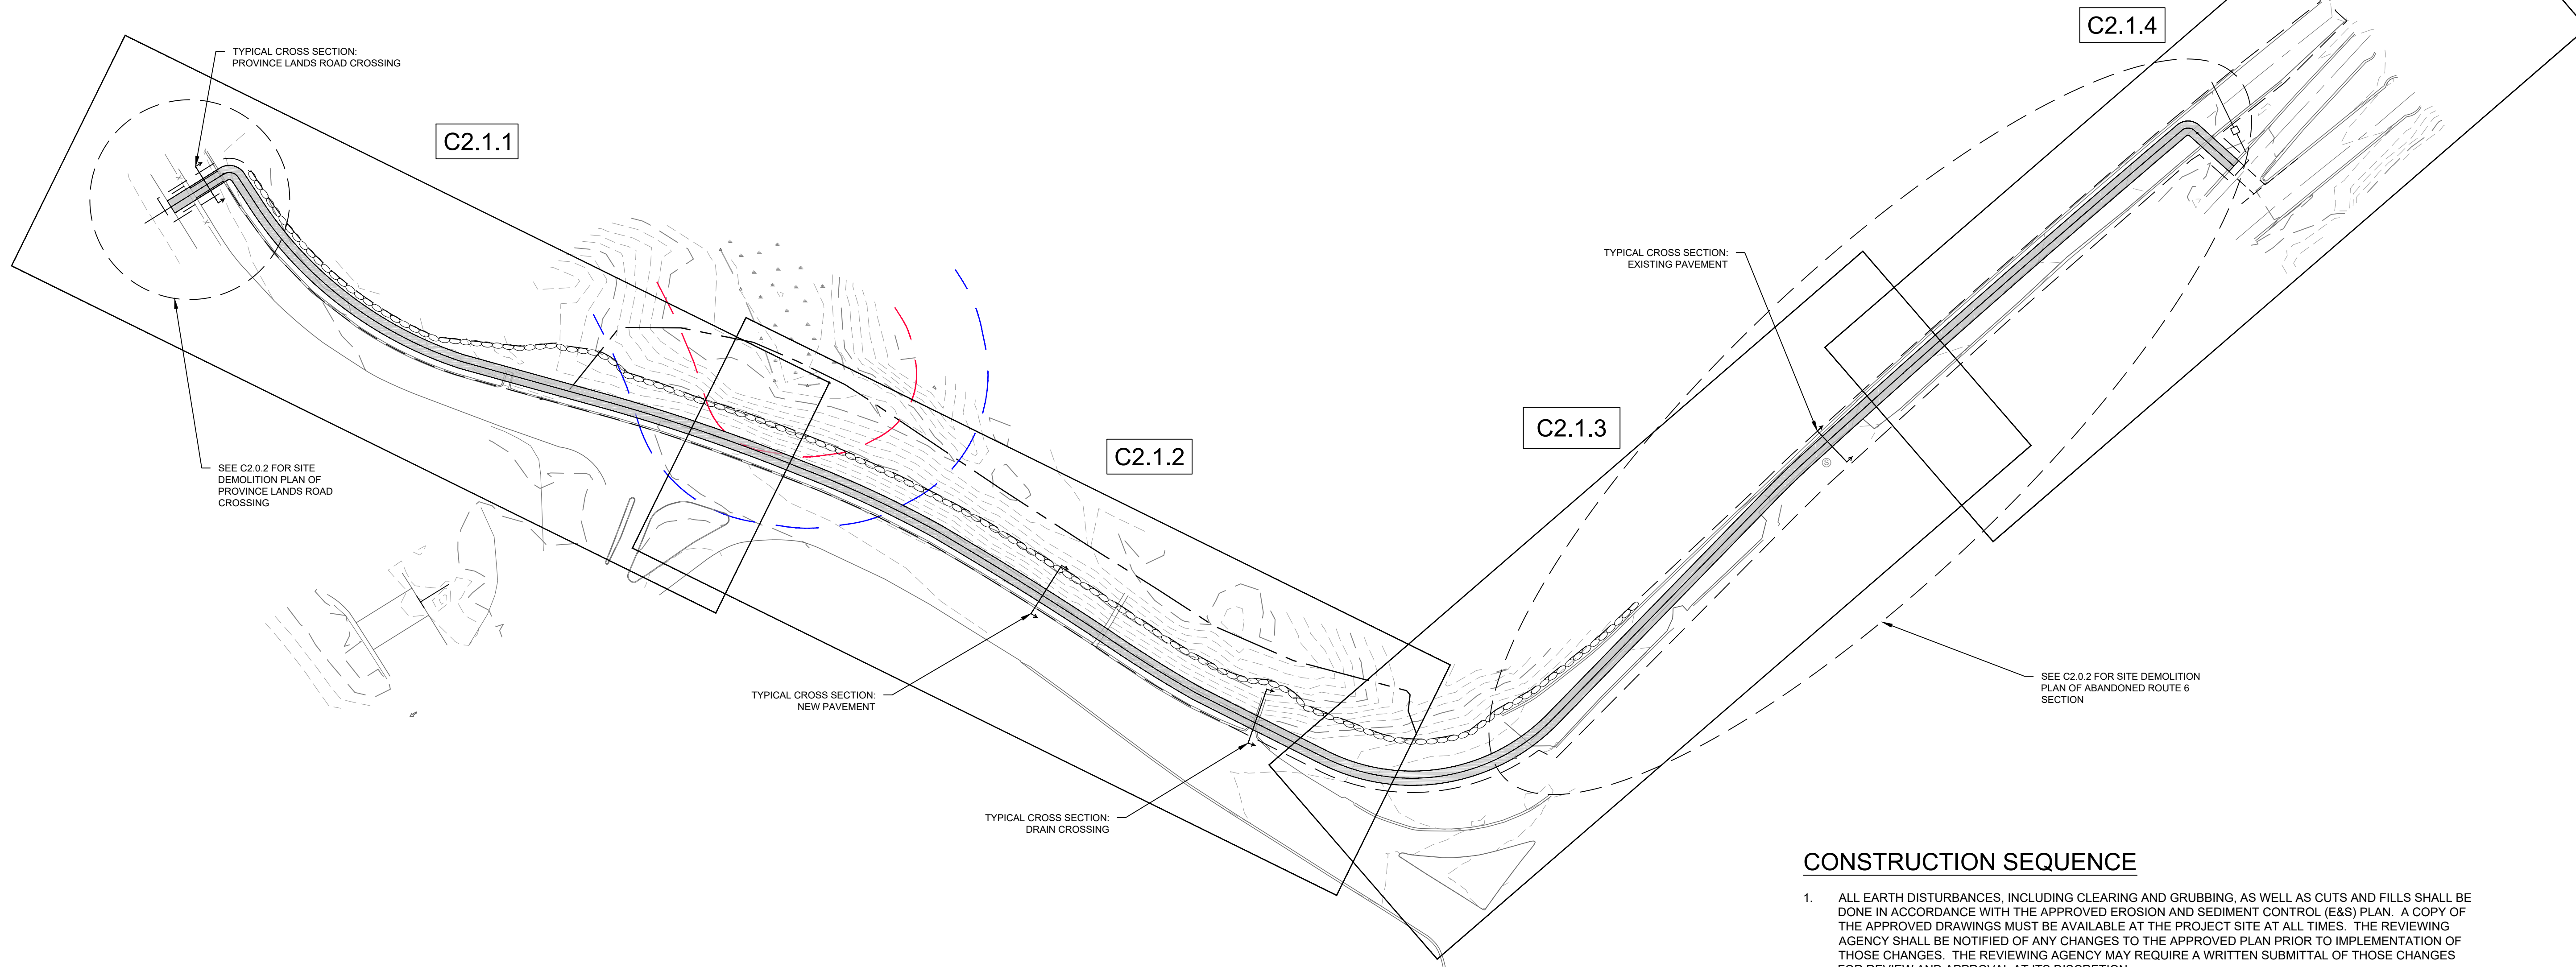 C2.1.4
TYPICAL CROSS SECTION:
PROVINCE LANDS ROAD CROSSING
C2.1.1
TYPICAL CROSS SECTION:
EXISTING PAVEMENT
C2.1.3
C2.1.2
SEE C2.0.2 FOR SITE
DEMOLITION PLAN OF
PROVINCE LANDS ROAD
CROSSING
S
TYPICAL CROSS SECTION:
NEW PAVEMENT
SEE C2.0.2 FOR SITE DEMOLITION
PLAN OF ABANDONED ROUTE 6
SECTION
TYPICAL CROSS SECTION:
DRAIN CROSSING
CONSTRUCTION SEQUENCE
1. ALL EARTH DISTURBANCES, INCLUDING CLEARING AND GRUBBING, AS WELL AS CUTS AND FILLS SHALL BE
DONE IN ACCORDANCE WITH THE APPROVED EROSION AND SEDIMENT CONTROL (E&S) PLAN. A COPY OF
THE APPROVED DRAWINGS MUST BE AVAILABLE AT THE PROJECT SITE AT ALL TIMES. THE REVIEWING
AGENCY SHALL BE NOTIFIED OF ANY CHANGES TO THE APPROVED PLAN PRIOR TO IMPLEMENTATION OF
THOSE CHANGES. THE REVIEWING AGENCY MAY REQUIRE A WRITTEN SUBMITTAL OF THOSE CHANGES
FOR REVIEW AND APPROVAL AT ITS DISCRETION.